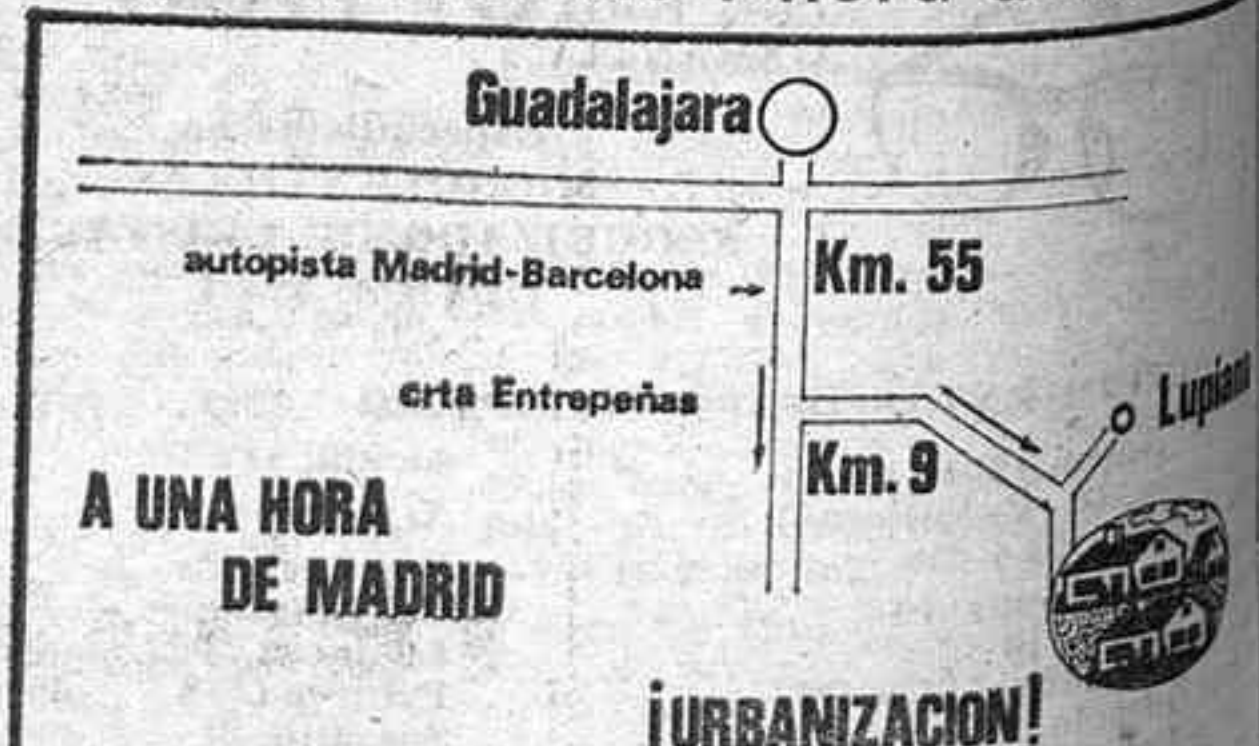 Guadalajara
autopista Madrid-Barcelona
Km. 55
crta Entrepeñas
Km. 9
A UNA HORA
DE MADRID
¡URBANIZACION!